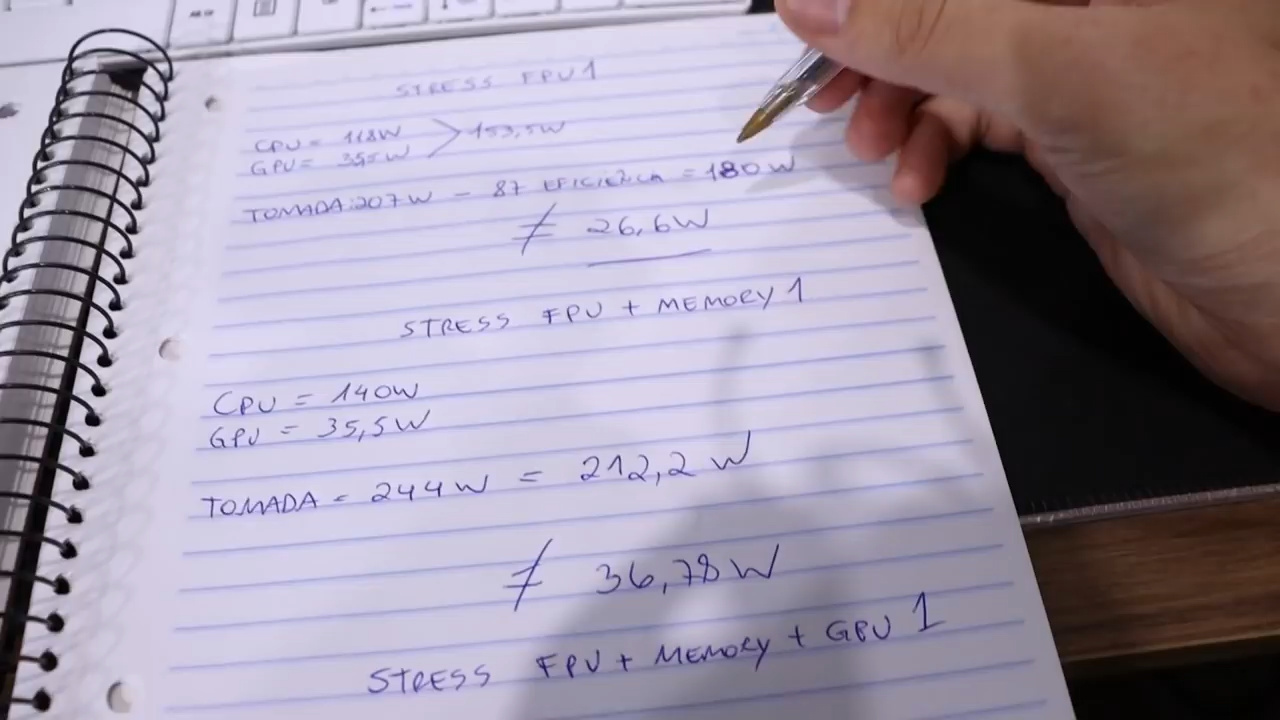 STRESS FPU 1
CPU = 118W
GPU = 35,5W > 153,5W
TOMADA: 207W - 87 EFICIÊNCIA = 180W
≠ 26,6W
STRESS FPU + MEMORY 1
CPU = 140W
GPU = 35,5W
TOMADA = 244W = 212,2 W
≠ 36,78W
STRESS FPU + MEMORY + GPU 1